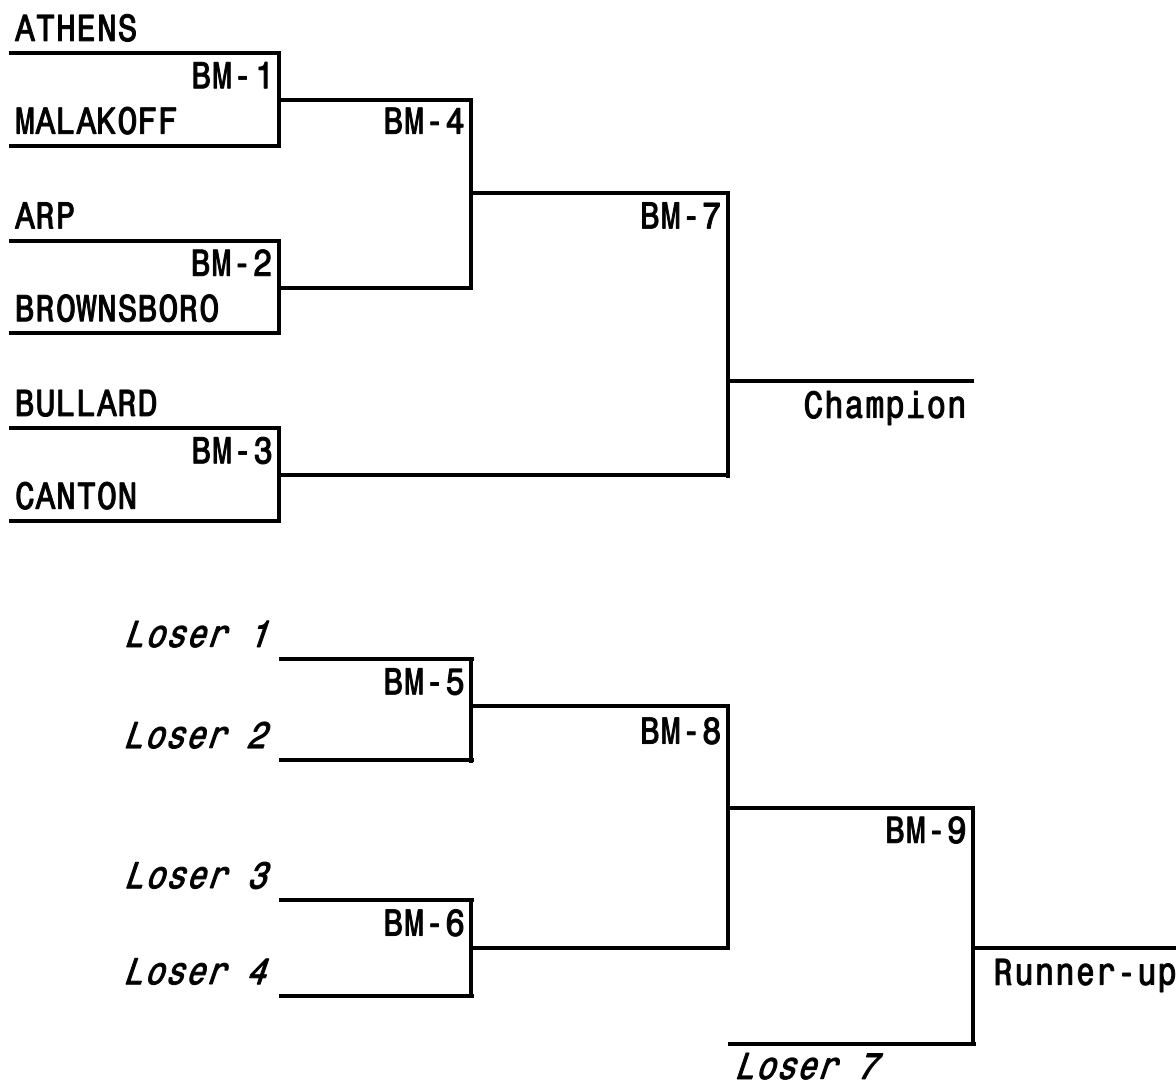 ATHENS
BM-1
MALAKOFF
BM-4
ARP
BM-7
BM-2
BROWNSBORO
BULLARD
Champion
BM-3
CANTON
Loser 1
BM-5
Loser 2
BM-8
BM-9
Loser 3
BM-6
Loser 4
Runner-up
Loser 7